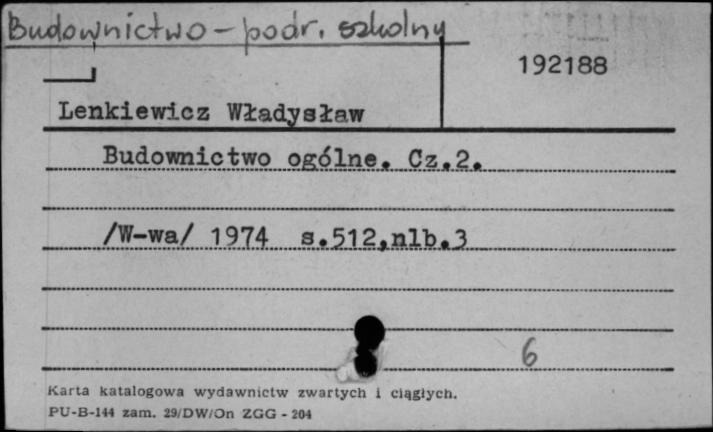 Budownictwo - podr. szkolny
192188
Lenkiewicz Władysław
Budownictwo ogólne. Cz.2.
/W-wa/ 1974 s.512,nlb.3
6
Karta katalogowa wydawnictw zwartych i ciągłych.
PU-B-144 zam. 29/DW/On ZGG - 204